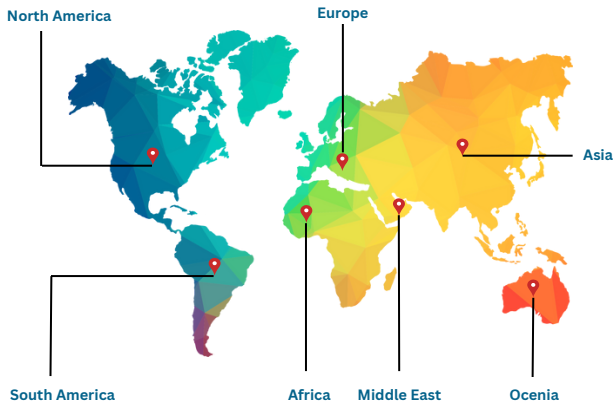 North America
Europe
Asia
South America
Africa
Middle East
Ocenia